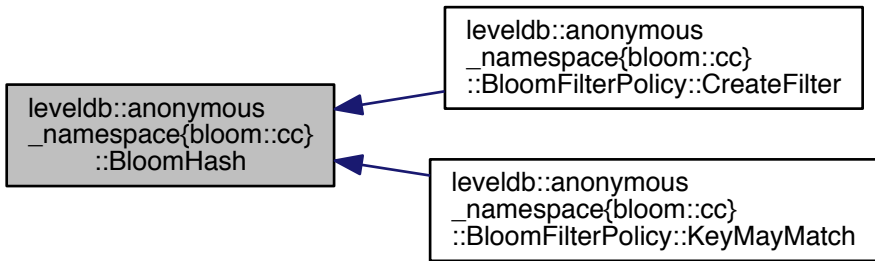 leveldb::anonymous
_namespace{bloom::cc}
::BloomHash
leveldb::anonymous
_namespace{bloom::cc}
::BloomFilterPolicy::CreateFilter
leveldb::anonymous
_namespace{bloom::cc}
::BloomFilterPolicy::KeyMayMatch